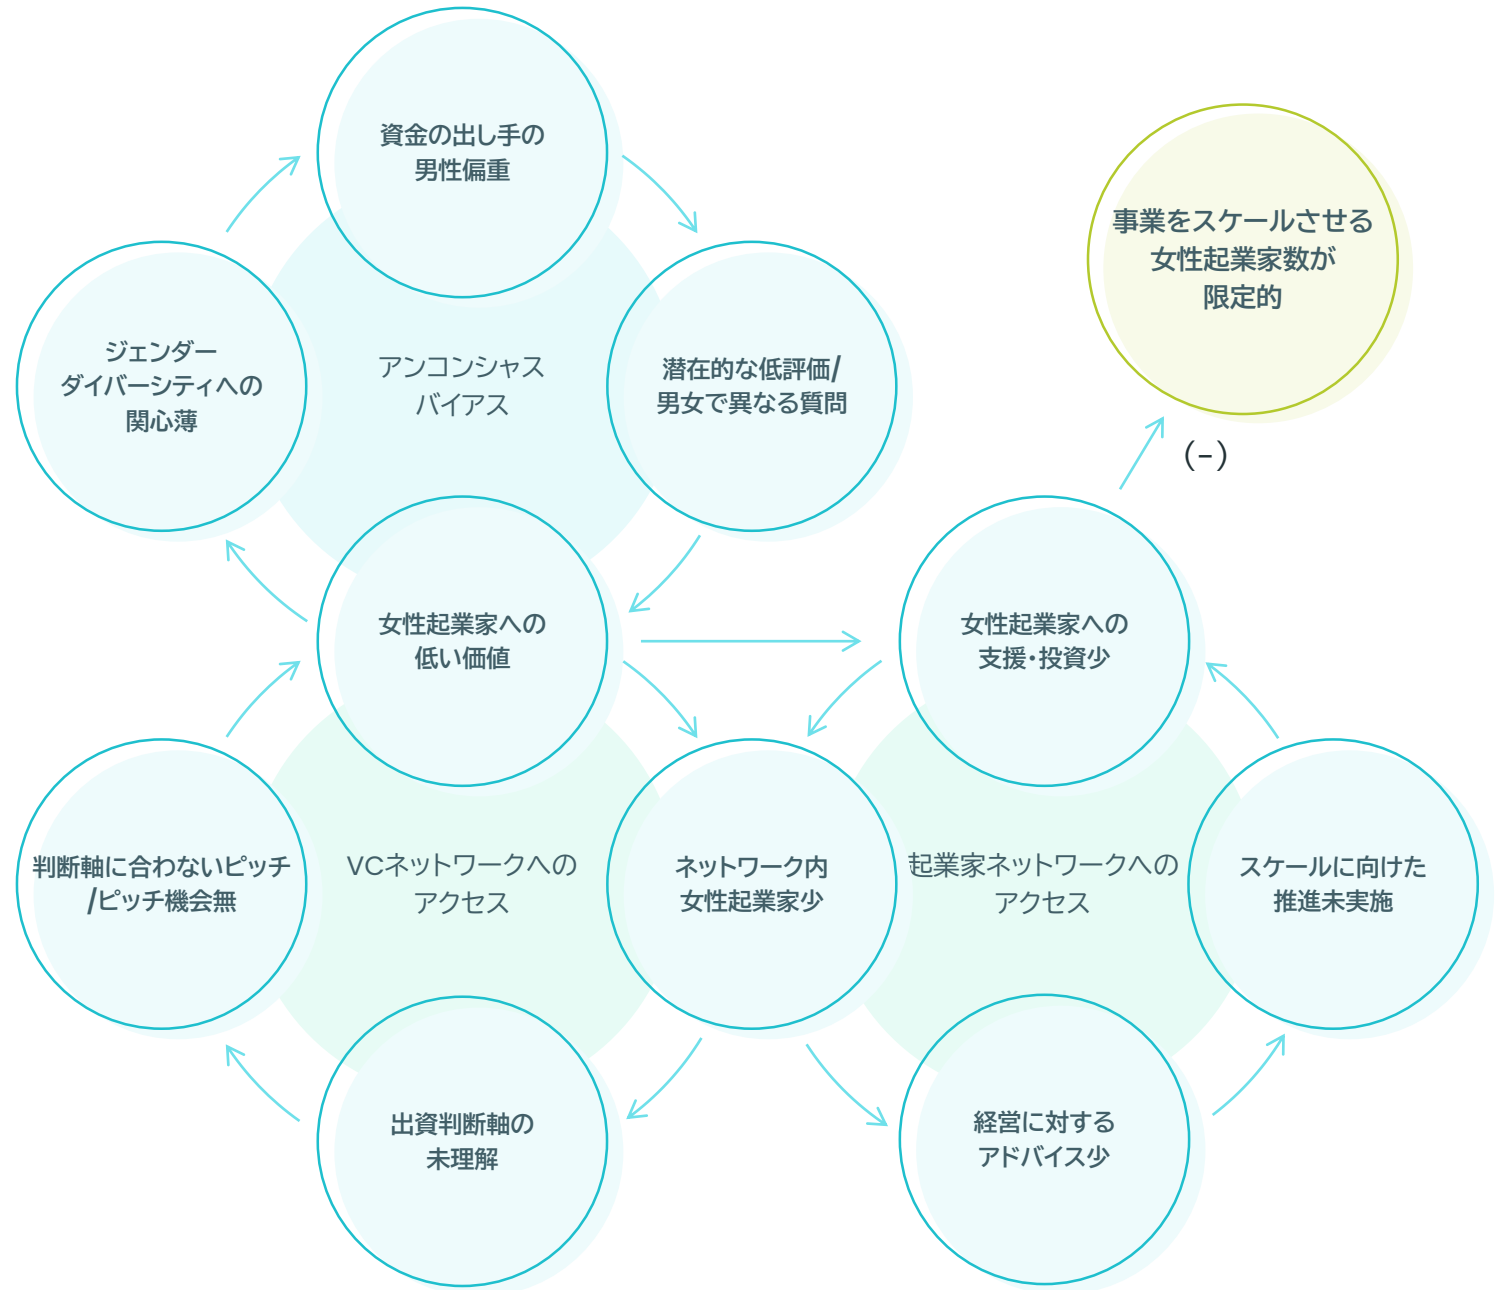 資金の出し手の
男性偏重
事業をスケールさせる
女性起業家数が
限定的
ジェンダー
ダイバーシティへの
関心薄
アンコンシャス
バイアス
潜在的な低評価/
男女で異なる質問
(-)
女性起業家への
低い価値
女性起業家への
支援・投資少
判断軸に合わないピッチ
/ピッチ機会無
VCネットワークへの
アクセス
ネットワーク内
女性起業家少
起業家ネットワークへの
アクセス
スケールに向けた
推進未実施
出資判断軸の
未理解
経営に対する
アドバイス少